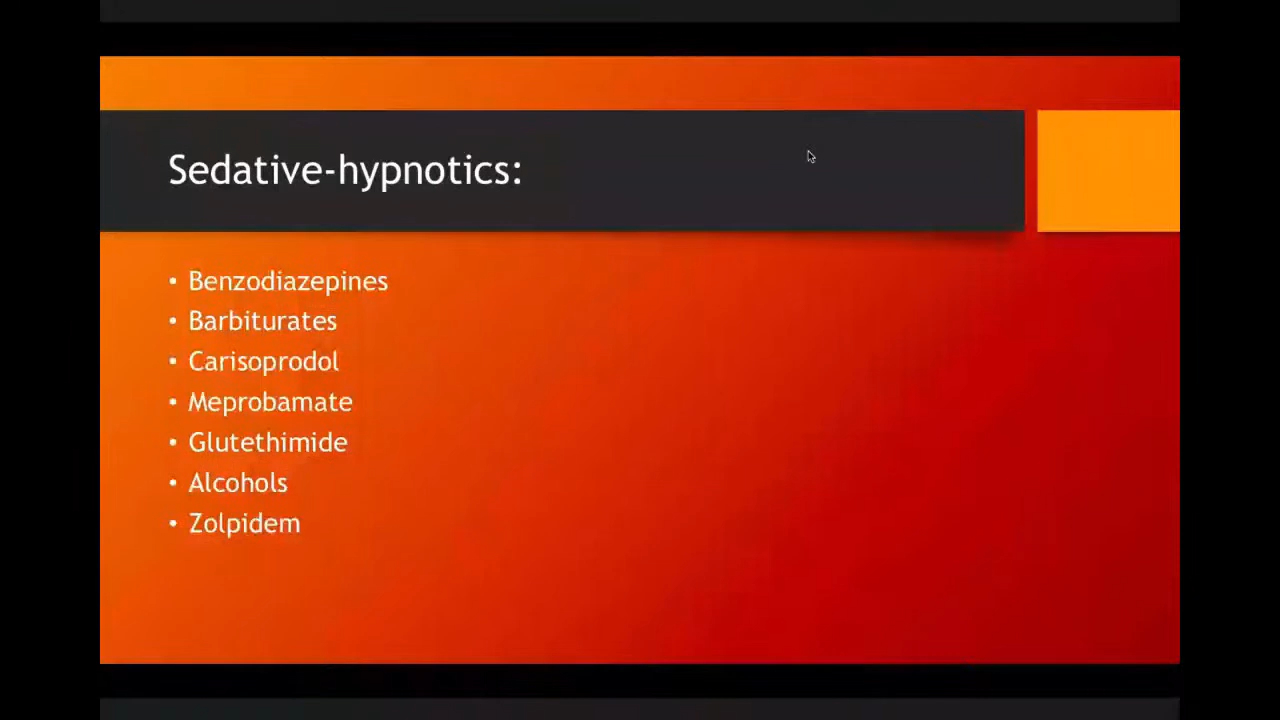 Sedative-hypnotics:
• Benzodiazepines
• Barbiturates
• Carisoprodol
• Meprobamate
• Glutethimide
• Alcohols
• Zolpidem